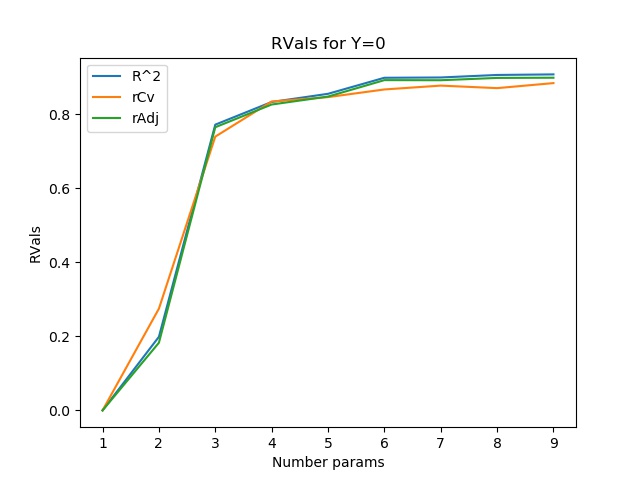 RVals for Y=0
R^2
rCv
rAdj
RVals
0.8
0.6
0.4
0.2
0.0
1 2 3 4 5 6 7 8 9
Number params